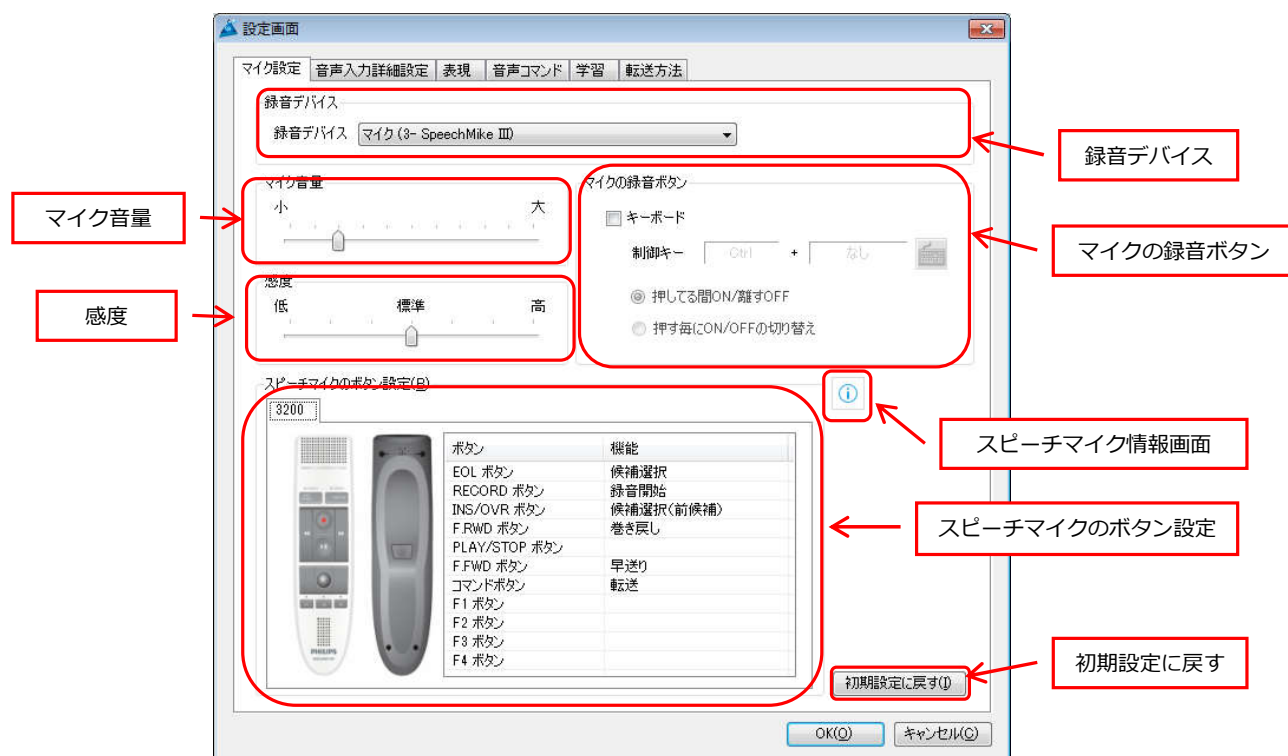 設定画面
マイク設定 音声入力詳細設定 表現 音声コマンド 学習 転送方法
録音デバイス
録音デバイス マイク (3- SpeechMike Ⅲ)
録音デバイス
マイク音量
小 大
マイク音量
マイクの録音ボタン
キーボード
制御キー Ctrl + なし
押してる間ON/離すOFF
押す毎にON/OFFの切り替え
マイクの録音ボタン
感度
低 標準 高
感度
スピーチマイクのボタン設定(B)
スピーチマイク情報画面
3200
ボタン 機能
EOL ボタン 候補選択
RECORD ボタン 録音開始
INS/OVR ボタン 候補選択(前候補)
F.RWD ボタン 巻き戻し
PLAY/STOP ボタン
F.FWD ボタン 早送り
コマンドボタン 転送
F1 ボタン
F2 ボタン
F3 ボタン
F4 ボタン
PHILIPS
スピーチマイクのボタン設定
初期設定に戻す(I)
初期設定に戻す
OK(O) キャンセル(C)